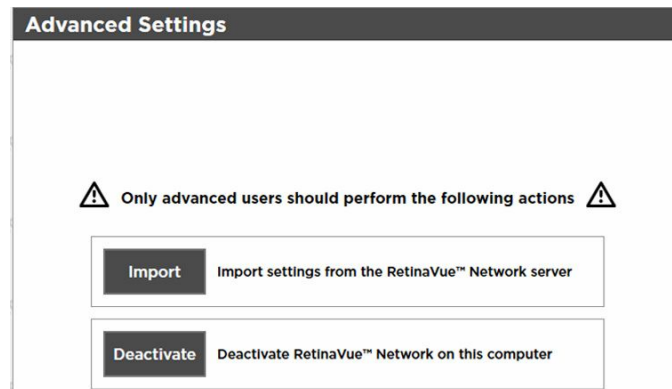 Advanced Settings
Only advanced users should perform the following actions
Import Import settings from the RetinaVue™ Network server
Deactivate Deactivate RetinaVue™ Network on this computer